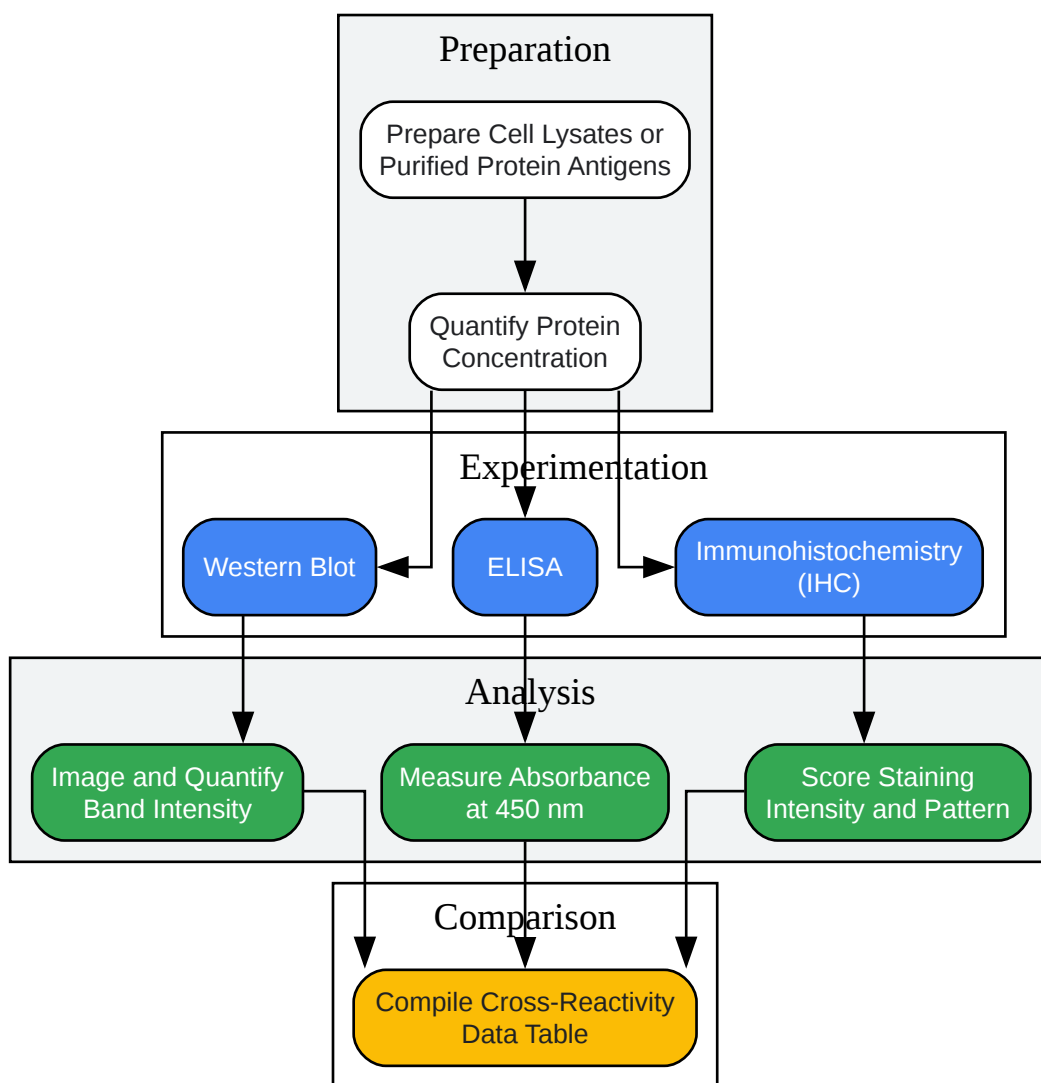 Preparation
Prepare Cell Lysates or
Purified Protein Antigens
Quantify Protein
Concentration
Experimentation
Western Blot
ELISA
Immunohistochemistry
(IHC)
Analysis
Image and Quantify
Band Intensity
Measure Absorbance
at 450 nm
Score Staining
Intensity and Pattern
Comparison
Compile Cross-Reactivity
Data Table